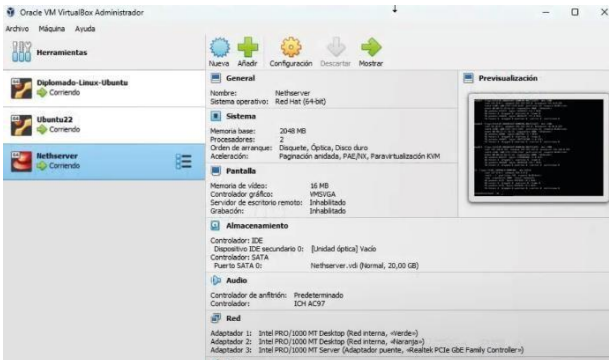 Oracle VM VirtualBox Administrador
Archivo Máquina Ayuda
Herramientas
Nueva Añadir Configuración Descartar Mostrar
Diplomado-Linux-Ubuntu
Corriendo
Ubuntu22
Corriendo
Nethserver
Corriendo
General
Nombre: Nethserver
Sistema operativo: Red Hat (64-bit)
Sistema
Memoria base: 2048 MB
Procesadores: 2
Orden de arranque: Disquete, Óptica, Disco duro
Aceleración: Paginación anidada, PAE/NX, Paravirtualización KVM
Pantalla
Memoria de vídeo: 16 MB
Controlador gráfico: VMSVGA
Servidor de escritorio remoto: Inhabilitado
Grabación: Inhabilitado
Almacenamiento
Controlador: IDE
Dispositivo IDE secundario 0: [Unidad óptica] Vacío
Controlador: SATA
Puerto SATA 0: Nethserver.vdi (Normal, 20,00 GB)
Audio
Controlador de anfitrión: Predeterminado
Controlador: ICH AC97
Red
Adaptador 1: Intel PRO/1000 MT Desktop (Red interna, «Verde»)
Adaptador 2: Intel PRO/1000 MT Desktop (Red interna, «Naranja»)
Adaptador 3: Intel PRO/1000 MT Server (Adaptador puente, «Realtek PCIe GbE Family Controller»)
Previsualización